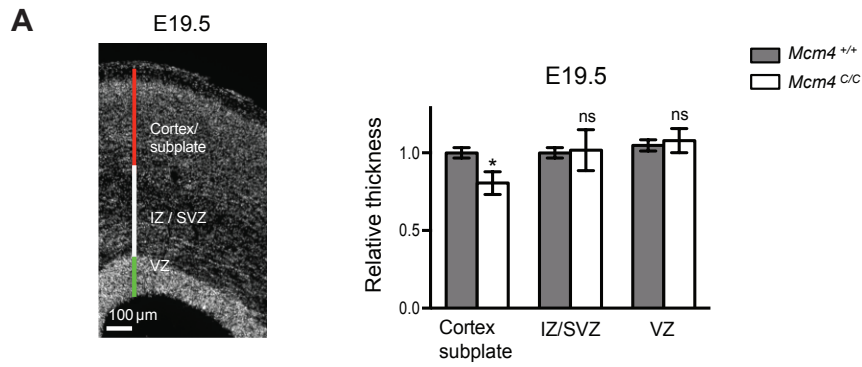 A
E19.5
Cortex/
subplate
IZ / SVZ
VZ
100 µm
E19.5
Mcm4 +/+
Mcm4 C/C
Relative thickness
1.0
0.5
0.0
*
ns
ns
Cortex
subplate
IZ/SVZ
VZ